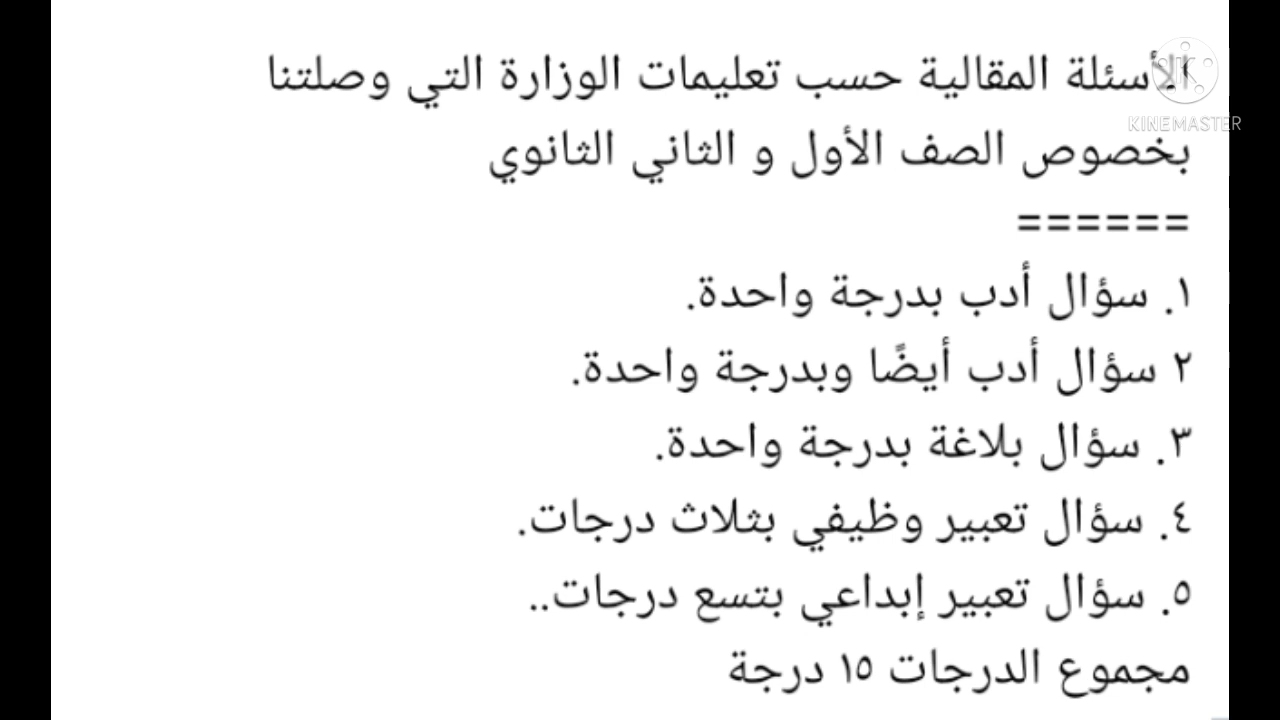 الأسئلة المقالية حسب تعليمات الوزارة التي وصلتنا
KINEMASTER
بخصوص الصف الأول و الثاني الثانوي
======
١. سؤال أدب بدرجة واحدة.
٢ سؤال أدب أيضًا وبدرجة واحدة.
٣. سؤال بلاغة بدرجة واحدة.
٤. سؤال تعبير وظيفي بثلاث درجات.
٥. سؤال تعبير إبداعي بتسع درجات..
مجموع الدرجات ١٥ درجة